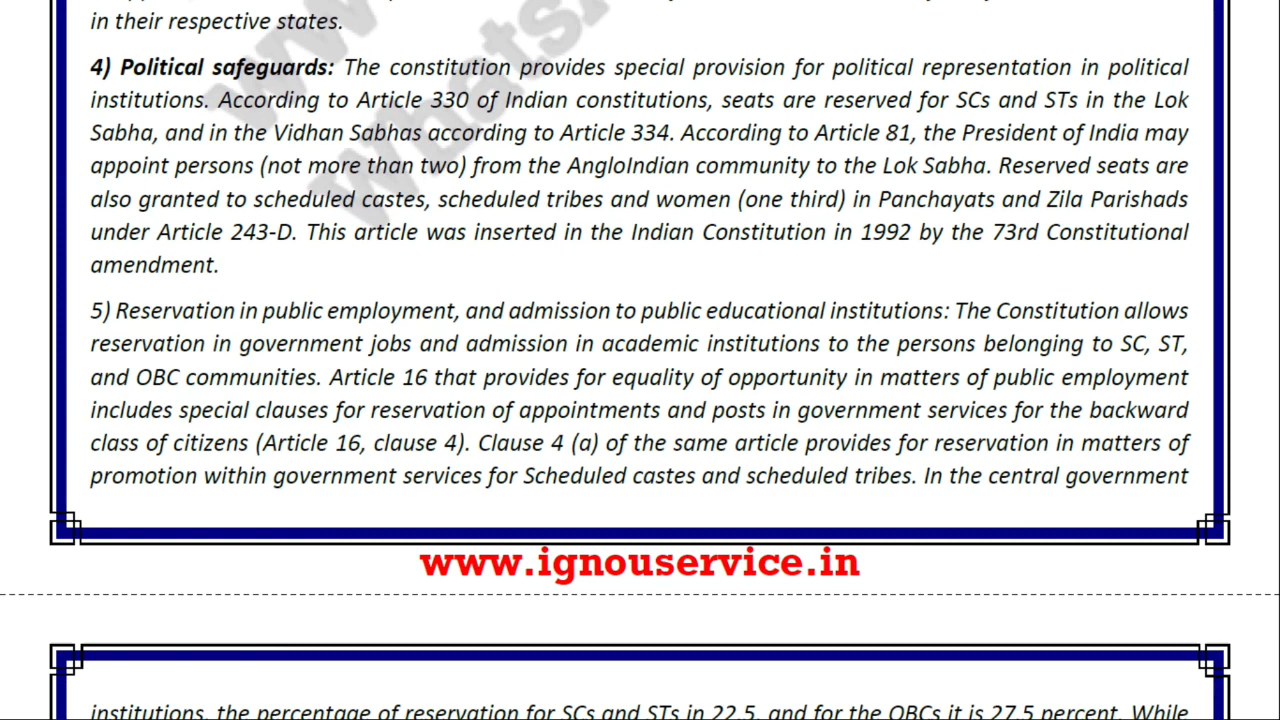 in their respective states.
4) Political safeguards: The constitution provides special provision for political representation in political
institutions. According to Article 330 of Indian constitutions, seats are reserved for SCs and STs in the Lok
Sabha, and in the Vidhan Sabhas according to Article 334. According to Article 81, the President of India may
appoint persons (not more than two) from the AngloIndian community to the Lok Sabha. Reserved seats are
also granted to scheduled castes, scheduled tribes and women (one third) in Panchayats and Zila Parishads
under Article 243-D. This article was inserted in the Indian Constitution in 1992 by the 73rd Constitutional
amendment.
5) Reservation in public employment, and admission to public educational institutions: The Constitution allows
reservation in government jobs and admission in academic institutions to the persons belonging to SC, ST,
and OBC communities. Article 16 that provides for equality of opportunity in matters of public employment
includes special clauses for reservation of appointments and posts in government services for the backward
class of citizens (Article 16, clause 4). Clause 4 (a) of the same article provides for reservation in matters of
promotion within government services for Scheduled castes and scheduled tribes. In the central government
www.ignouservice.in
institutions, the percentage of reservation for SCs and STs in 22.5, and for the OBCs it is 27.5 percent. While